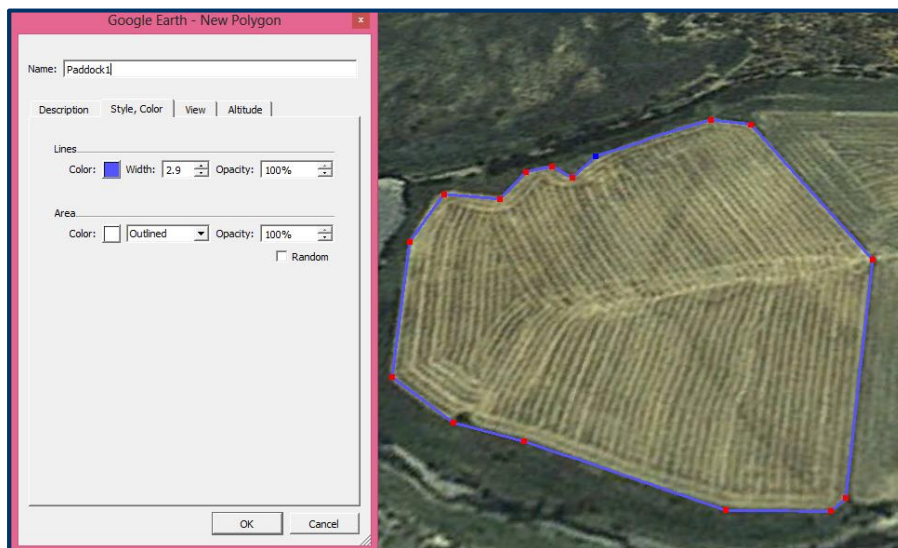 Google Earth - New Polygon
x
Name: Paddock1
Description Style, Color View Altitude
Lines
Color: Width: 2.9 Opacity: 100%
Area
Color: Outlined Opacity: 100%
Random
OK Cancel